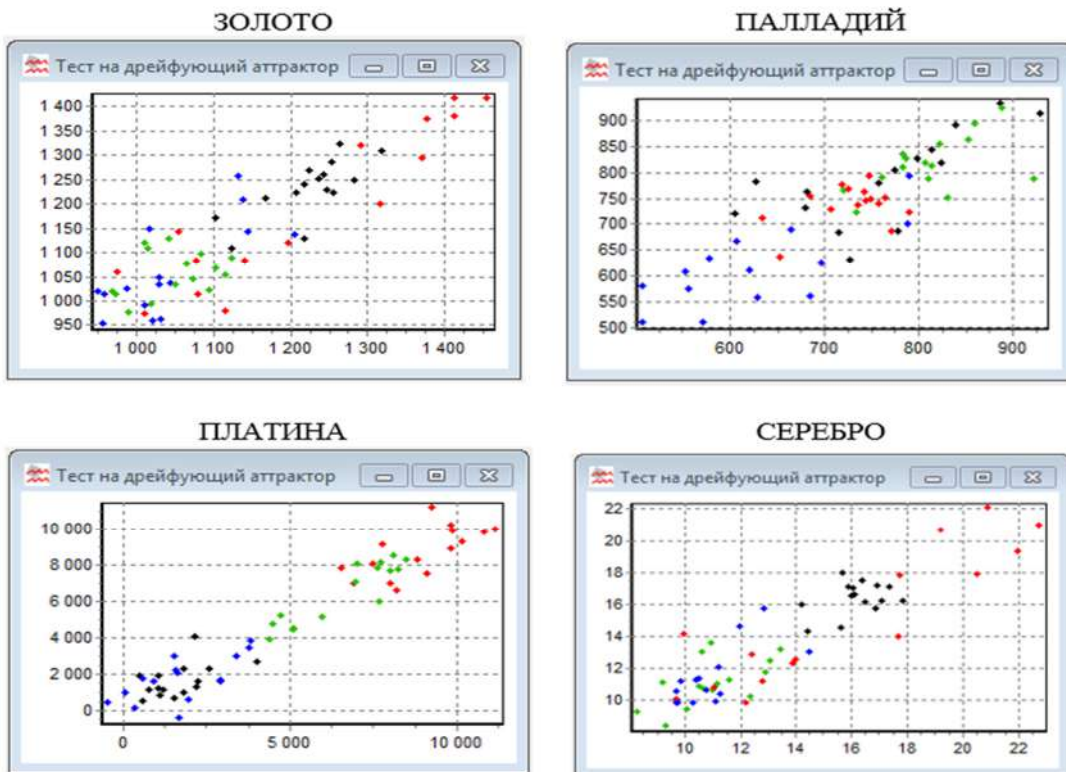 ЗОЛОТО
Тест на дрейфующий аттрактор
1 400
1 350
1 300
1 250
1 200
1 150
1 100
1 050
1 000
950
1 000 1 100 1 200 1 300 1 400
ПАЛЛАДИЙ
Тест на дрейфующий аттрактор
900
850
800
750
700
650
600
550
500
600 700 800 900
ПЛАТИНА
Тест на дрейфующий аттрактор
10 000
8 000
6 000
4 000
2 000
0
0 5 000 10 000
СЕРЕБРО
Тест на дрейфующий аттрактор
22
20
18
16
14
12
10
10 12 14 16 18 20 22